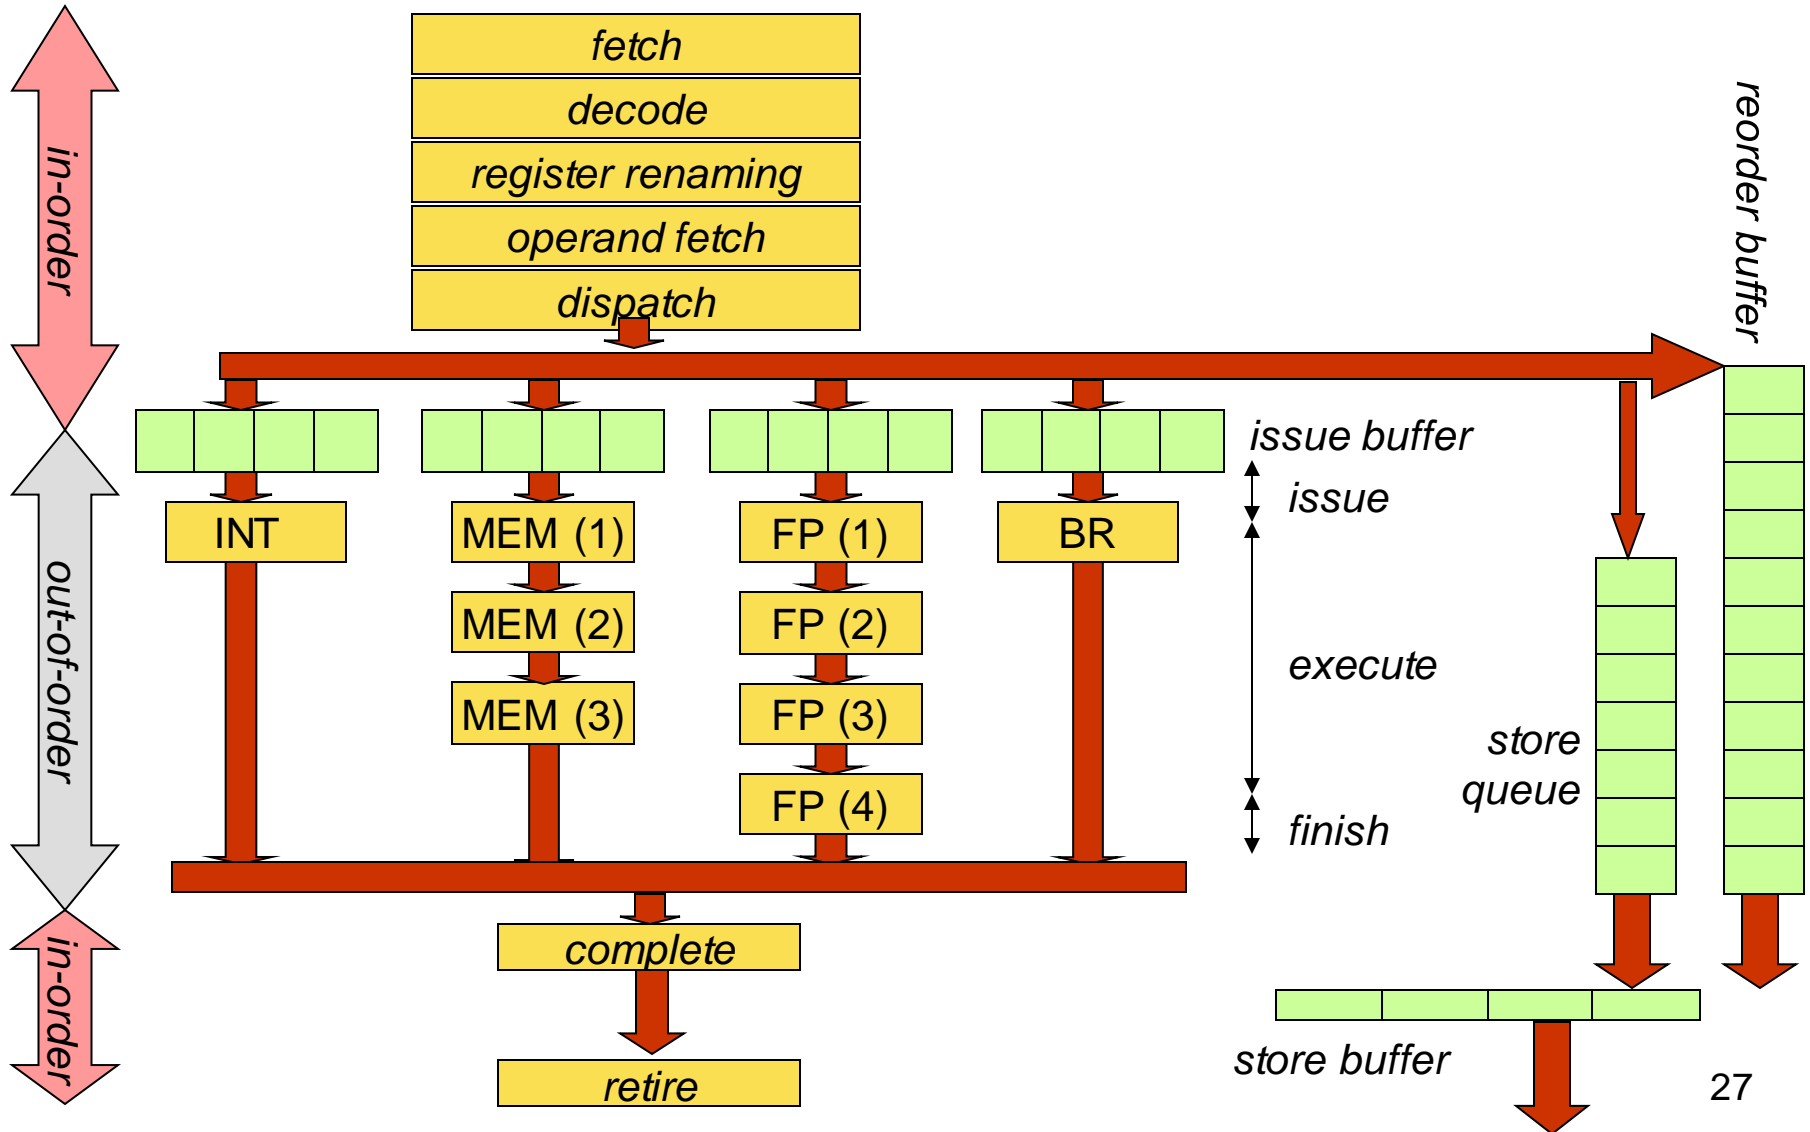 fetch
decode
register renaming
operand fetch
dispatch
reorder buffer
in-order
issue buffer
issue
INT
MEM (1)
FP (1)
BR
MEM (2)
FP (2)
execute
out-of-order
MEM (3)
FP (3)
store
queue
FP (4)
finish
complete
in-order
retire
store buffer
27